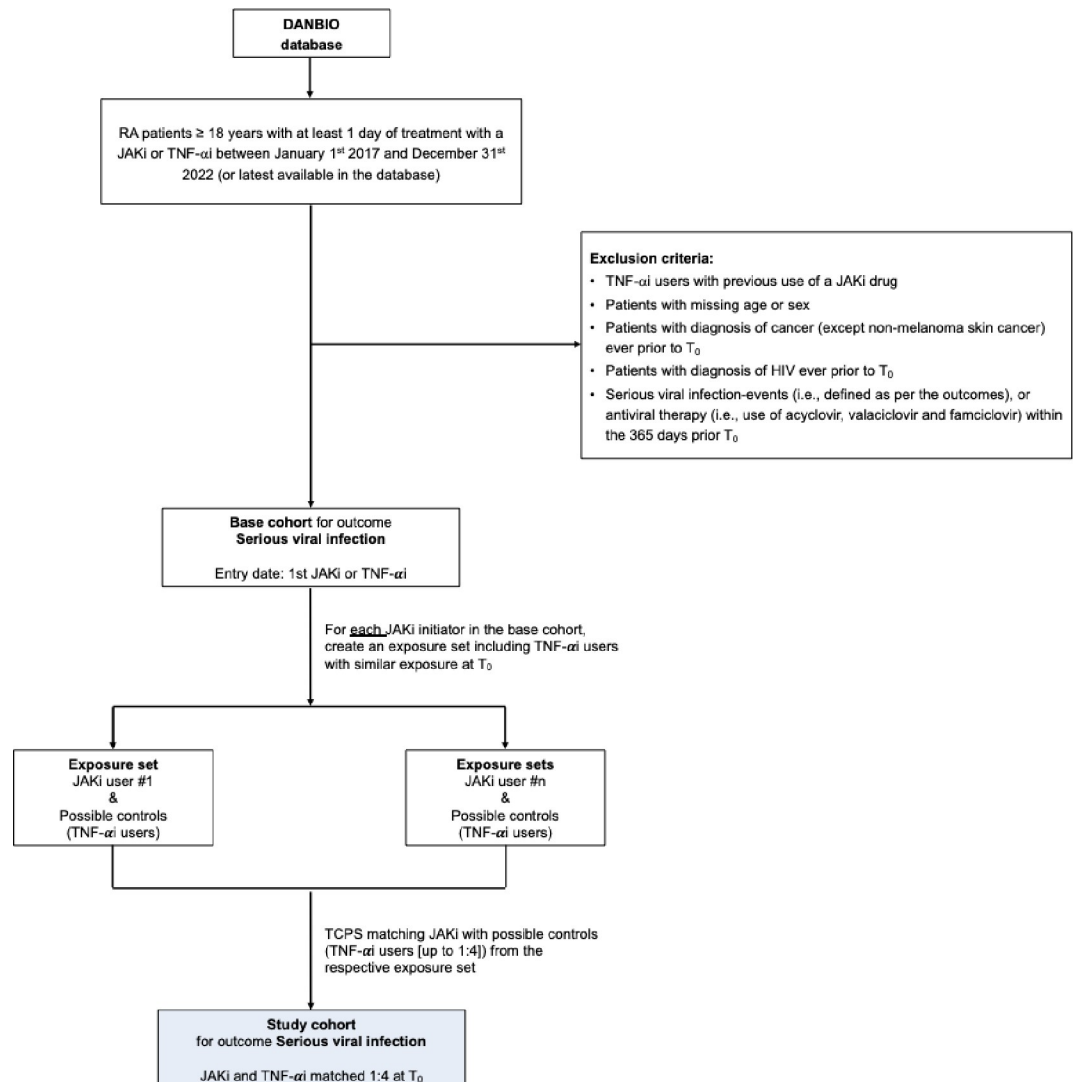 DANBIO
database
RA patients ≥ 18 years with at least 1 day of treatment with a
JAKi or TNF-αi between January 1st 2017 and December 31st
2022 (or latest available in the database)
Exclusion criteria:
• TNF-αi users with previous use of a JAKi drug
• Patients with missing age or sex
• Patients with diagnosis of cancer (except non-melanoma skin cancer)
ever prior to T0
• Patients with diagnosis of HIV ever prior to T0
• Serious viral infection-events (i.e., defined as per the outcomes), or
antiviral therapy (i.e., use of acyclovir, valaciclovir and famciclovir) within
the 365 days prior T0
Base cohort for outcome
Serious viral infection
Entry date: 1st JAKi or TNF-αi
For each JAKi initiator in the base cohort,
create an exposure set including TNF-αi users
with similar exposure at T0
Exposure set
JAKi user #1
&
Possible controls
(TNF-αi users)
Exposure sets
JAKi user #n
&
Possible controls
(TNF-αi users)
TCPS matching JAKi with possible controls
(TNF-αi users [up to 1:4]) from the
respective exposure set
Study cohort
for outcome Serious viral infection
JAKi and TNF-αi matched 1:4 at T0